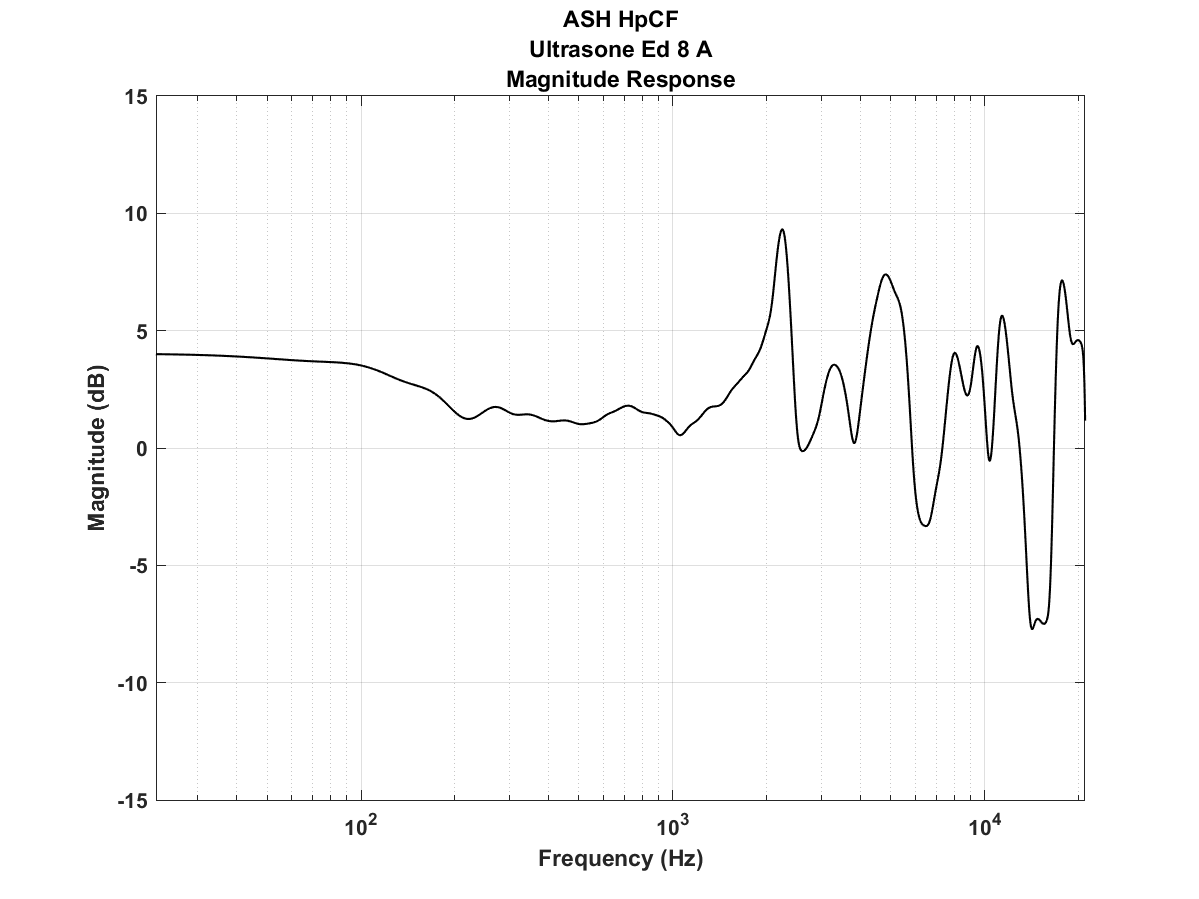 ASH HpCF
Ultrasone Ed 8 A
Magnitude Response
15
10
5
0
-5
-10
-15
Magnitude (dB)
10²
10³
10⁴
Frequency (Hz)